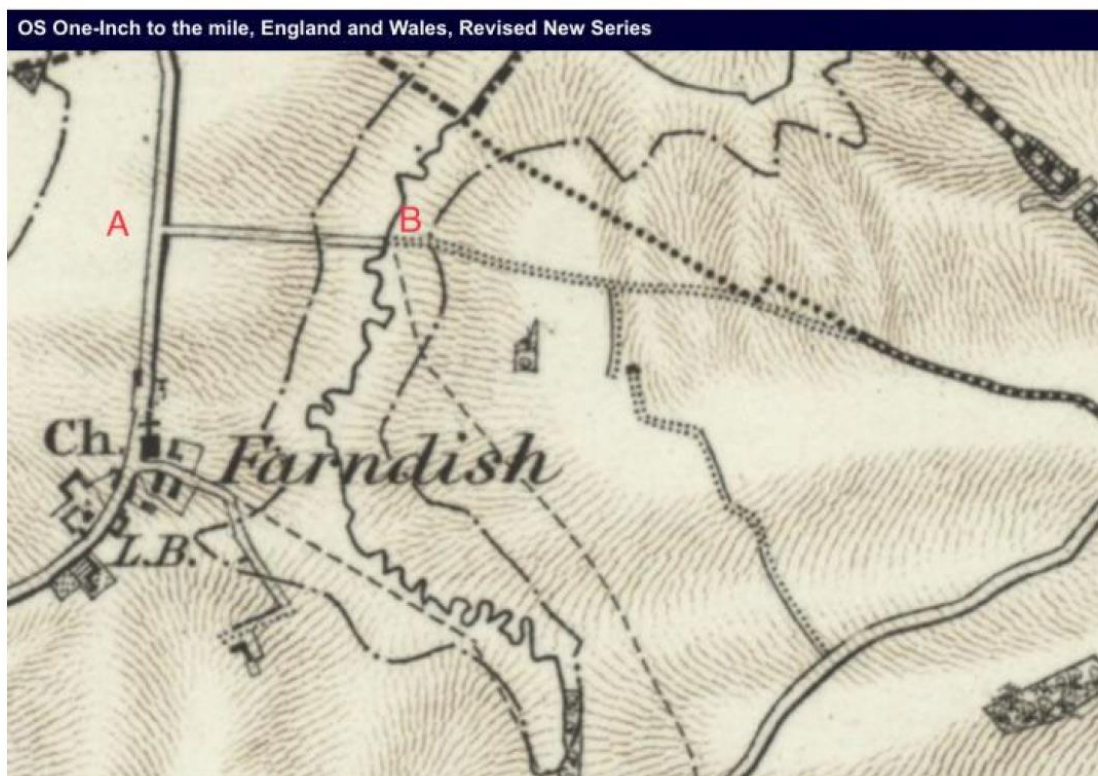 OS One-Inch to the mile, England and Wales, Revised New Series
A
B
Ch.
Farndish
L.B.